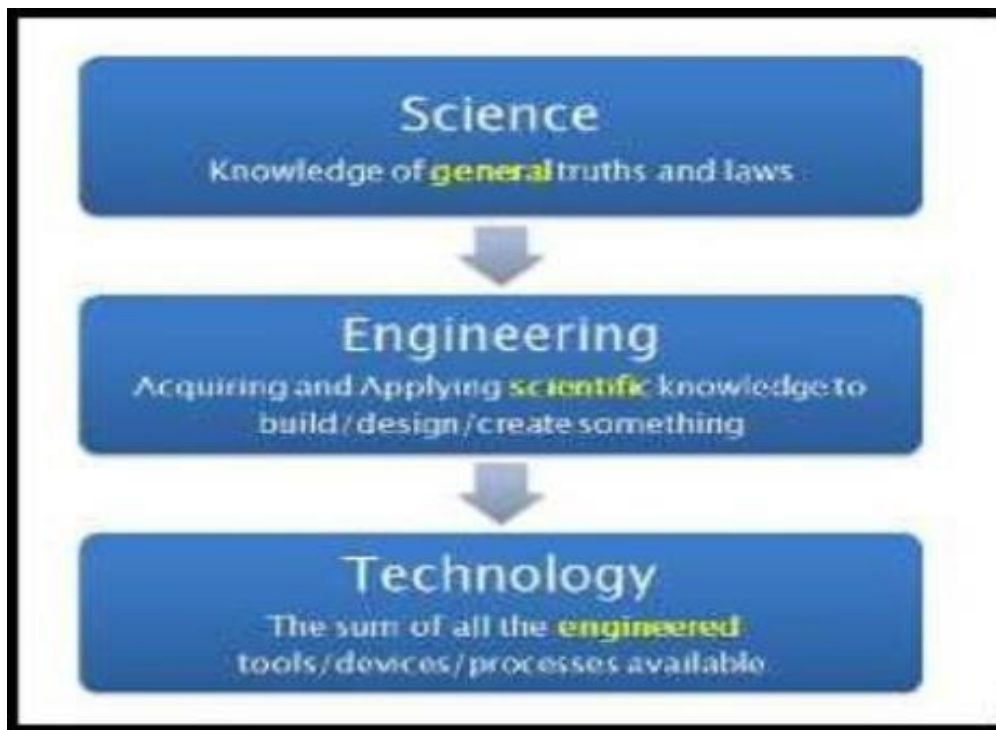 Science
Knowledge of general truths and laws
Engineering
Acquiring and Applying scientific knowledge to
build/design/create something
Technology
The sum of all the engineered
tools/devices/processes available